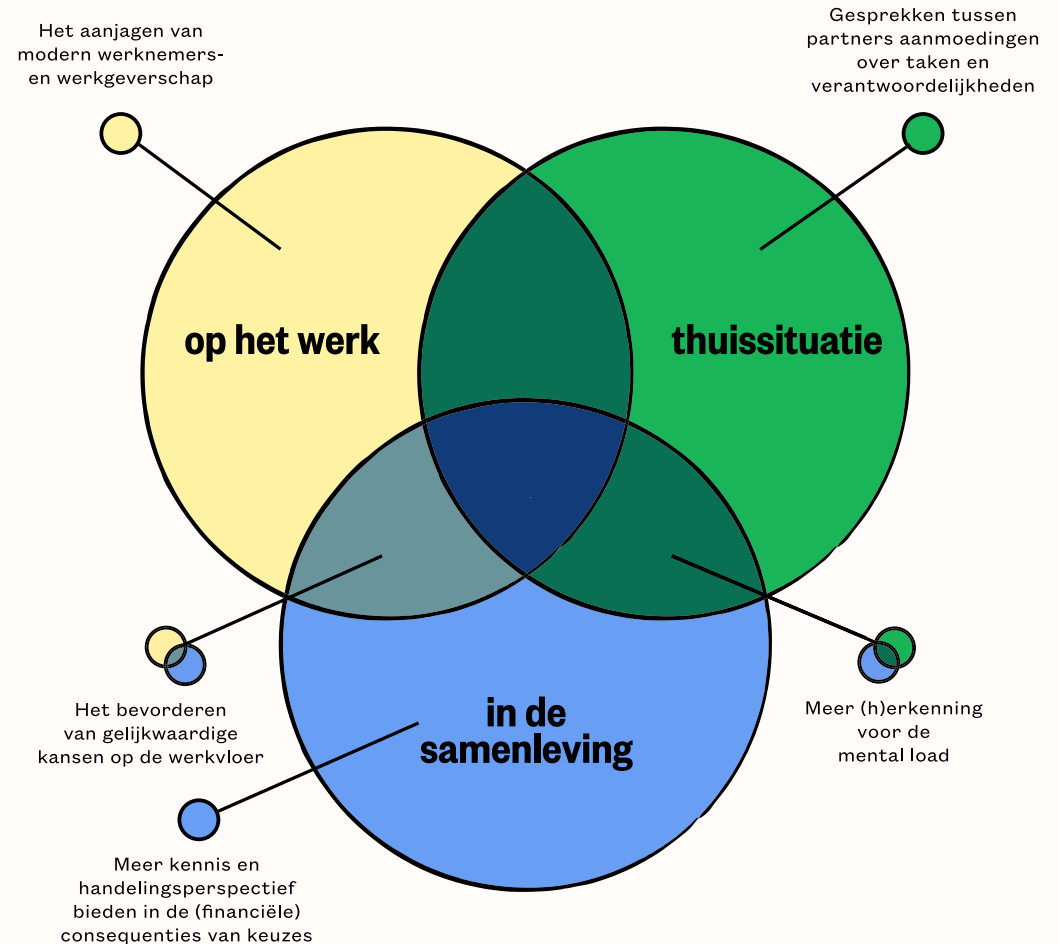 Het aanjagen van
modern werknemers-
en werkgeverschap
Gesprekken tussen
partners aanmoedingen
over taken en
verantwoordelijkheden
op het werk
thuissituatie
in de
samenleving
Het bevorderen
van gelijkwaardige
kansen op de werkvloer
Meer (h)erkenning
voor de
mental load
Meer kennis en
handelingsperspectief
bieden in de (financiële)
consequenties van keuzes